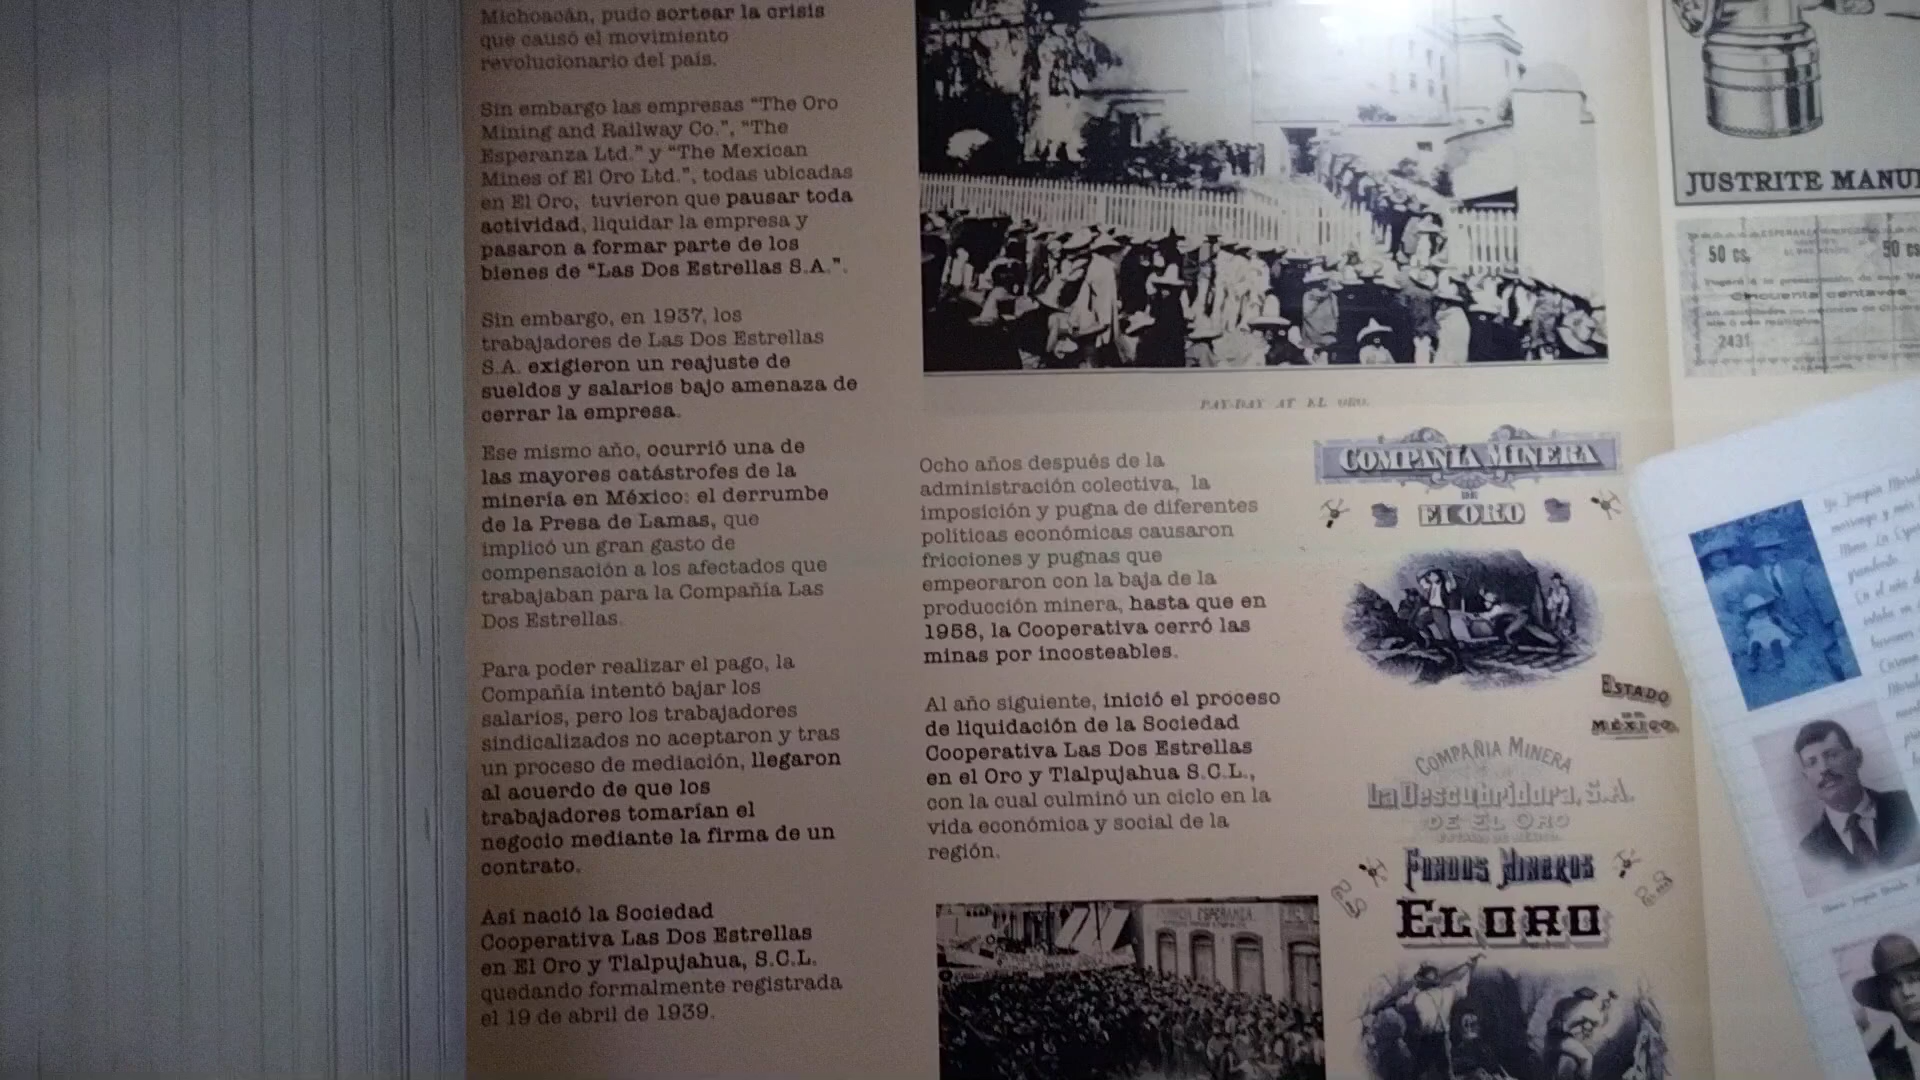 Michoacán, pudo sortear la crisis
que causó el movimiento
revolucionario del país.
Sin embargo las empresas “The Oro
Mining and Railway Co.”, “The
Esperanza Ltd.” y “The Mexican
Mines of El Oro Ltd.”, todas ubicadas
en El Oro, tuvieron que pausar toda
actividad, liquidar la empresa y
pasaron a formar parte de los
bienes de “Las Dos Estrellas S.A.”.
Sin embargo, en 1937, los
trabajadores de Las Dos Estrellas
S.A. exigieron un reajuste de
sueldos y salarios bajo amenaza de
cerrar la empresa.
Ese mismo año, ocurrió una de
las mayores catástrofes de la
minería en México: el derrumbe
de la Presa de Lamas, que
implicó un gran gasto de
compensación a los afectados que
trabajaban para la Compañía Las
Dos Estrellas.
Para poder realizar el pago, la
Compañía intentó bajar los
salarios, pero los trabajadores
sindicalizados no aceptaron y tras
un proceso de mediación, llegaron
al acuerdo de que los
trabajadores tomarían el
negocio mediante la firma de un
contrato.
Así nació la Sociedad
Cooperativa Las Dos Estrellas
en El Oro y Tlalpujahua, S.C.L.
quedando formalmente registrada
el 19 de abril de 1939.
PAY-DAY AT EL ORO.
Ocho años después de la
administración colectiva, la
imposición y pugna de diferentes
políticas económicas causaron
fricciones y pugnas que
empeoraron con la baja de la
producción minera, hasta que en
1958, la Cooperativa cerró las
minas por incosteables.
Al año siguiente, inició el proceso
de liquidación de la Sociedad
Cooperativa Las Dos Estrellas
en el Oro y Tlalpujahua S.C.L.,
con la cual culminó un ciclo en la
vida económica y social de la
región.
COMPAÑIA MINERA
DE
EL ORO
ESTADO
DE
MÉXICO.
COMPAÑIA MINERA
La Descubridora, S.A.
DE EL ORO
ESTADO DE MÉXICO
FUNDOS MINEROS
EL ORO
ESPERANZA
JUSTRITE MANU
50 cs.
50 cs
Cincuenta centavos
2431